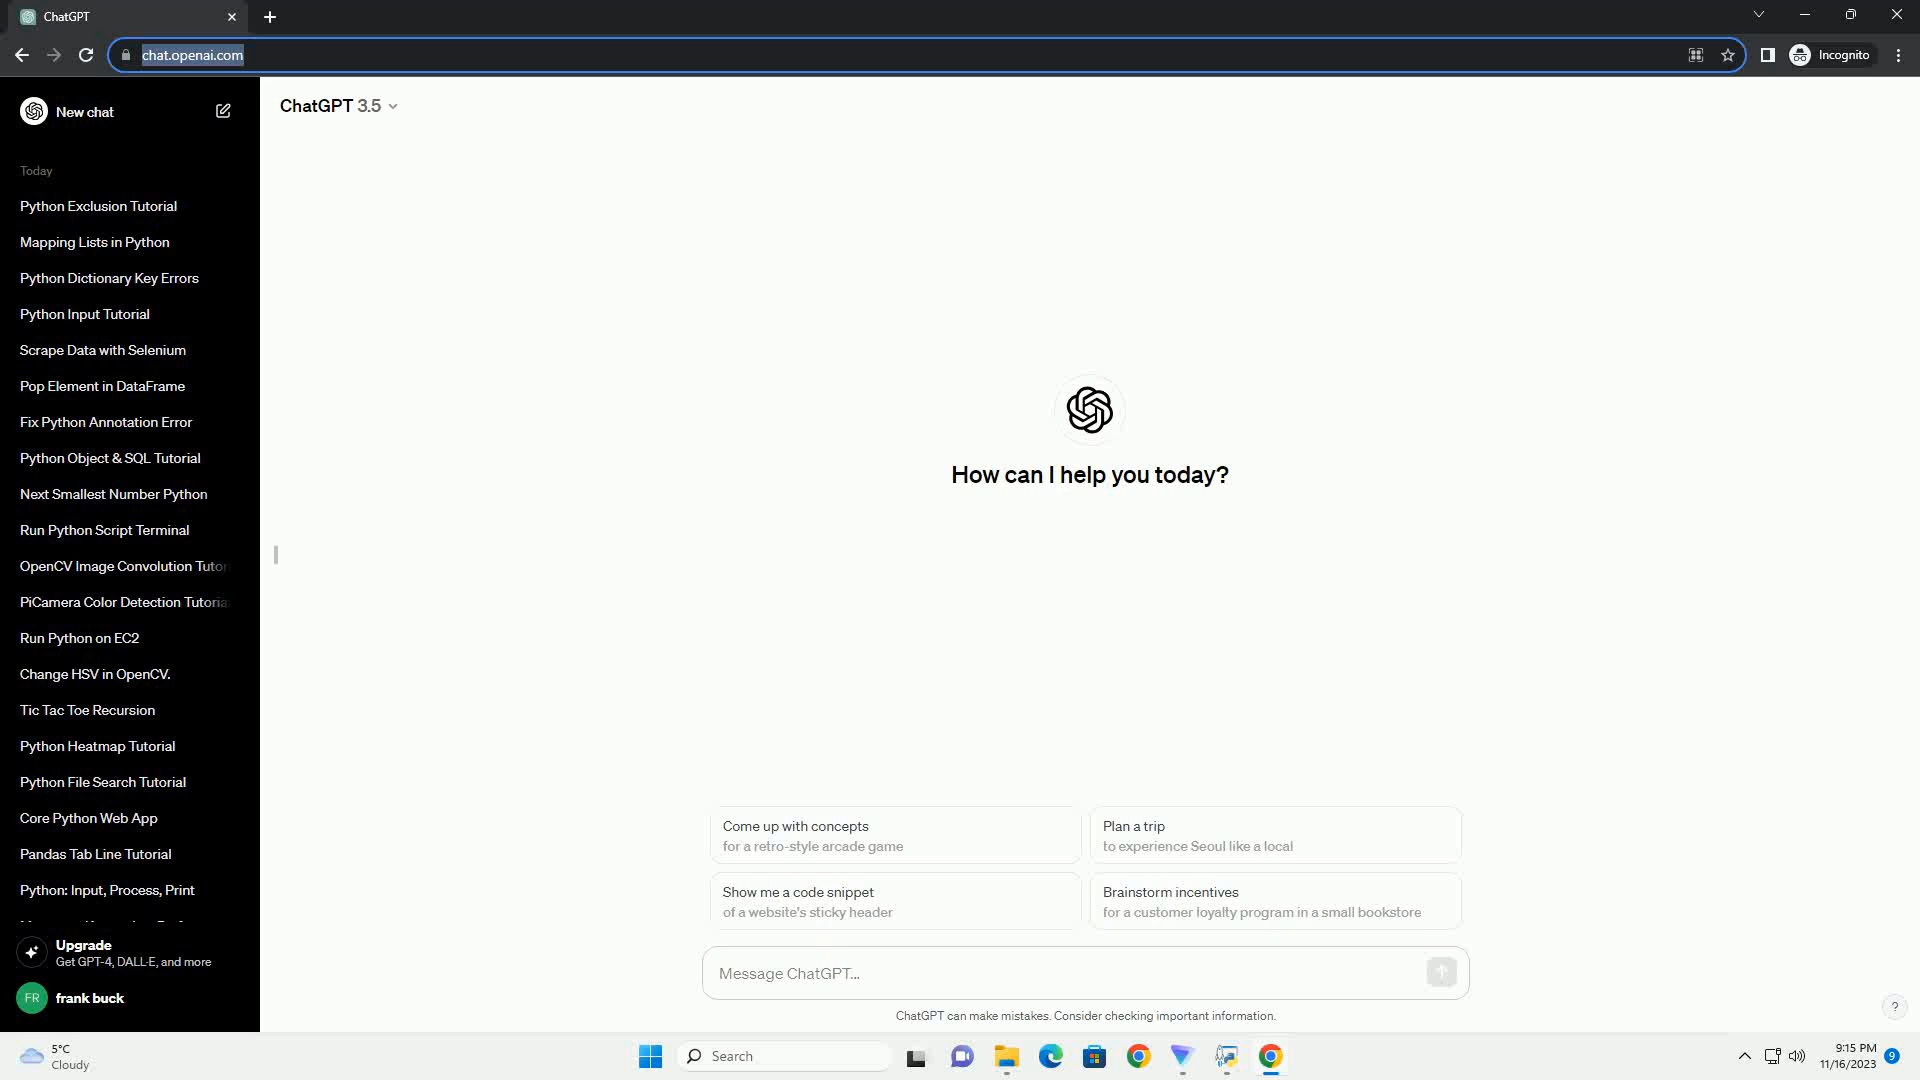 ChatGPT
chat.openai.com
Incognito
New chat
Today
Python Exclusion Tutorial
Mapping Lists in Python
Python Dictionary Key Errors
Python Input Tutorial
Scrape Data with Selenium
Pop Element in DataFrame
Fix Python Annotation Error
Python Object & SQL Tutorial
Next Smallest Number Python
Run Python Script Terminal
OpenCV Image Convolution Tutor
PiCamera Color Detection Tutoria
Run Python on EC2
Change HSV in OpenCV.
Tic Tac Toe Recursion
Python Heatmap Tutorial
Python File Search Tutorial
Core Python Web App
Pandas Tab Line Tutorial
Python: Input, Process, Print
Upgrade
Get GPT-4, DALL·E, and more
FR
frank buck
ChatGPT 3.5
How can I help you today?
Come up with concepts
for a retro-style arcade game
Plan a trip
to experience Seoul like a local
Show me a code snippet
of a website's sticky header
Brainstorm incentives
for a customer loyalty program in a small bookstore
Message ChatGPT...
ChatGPT can make mistakes. Consider checking important information.
?
5°C
Cloudy
Search
9:15 PM
11/16/2023
9